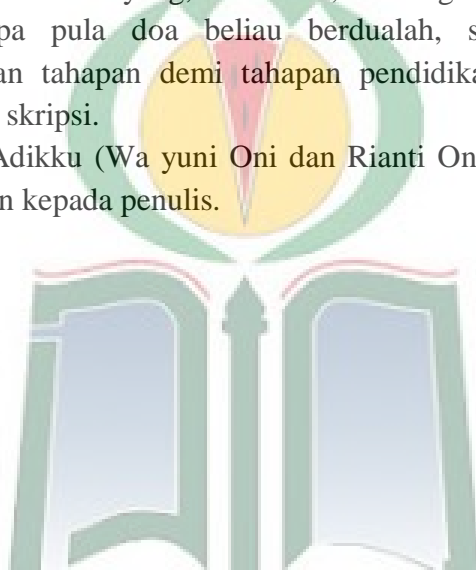 pa pula doa beliau berdualah, s
an tahapan demi tahapan pendidika
skripsi.
Adikku (Wa yuni Oni dan Rianti On
n kepada penulis.